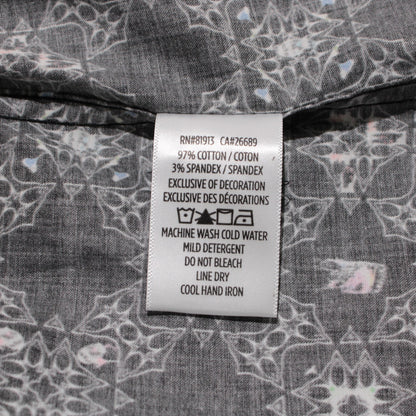 RN#81913 CA#26689
97% COTTON / COTON
3% SPANDEX / SPANDEX
EXCLUSIVE OF DECORATION
EXCLUSIVE DES DÉCORATIONS
MACHINE WASH COLD WATER
MILD DETERGENT
DO NOT BLEACH
LINE DRY
COOL HAND IRON